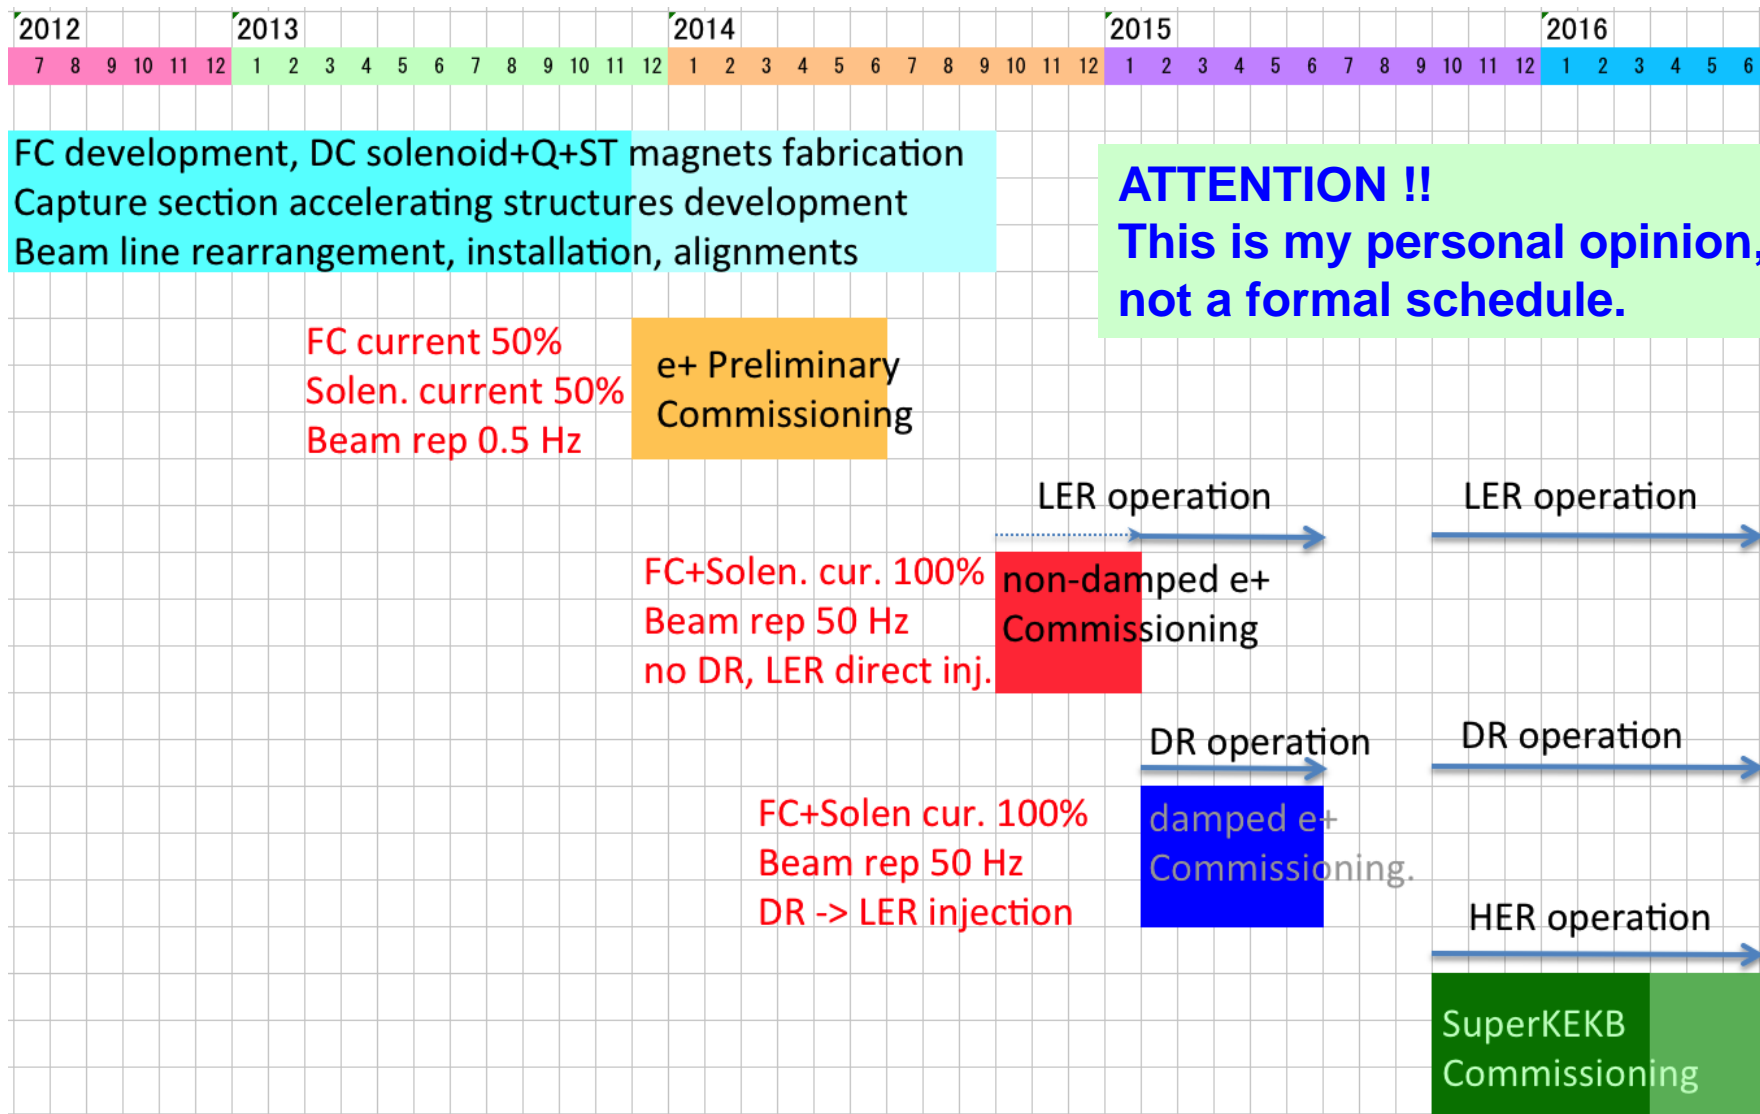 2012 2013 2014 2015 2016
7 8 9 10 11 12 1 2 3 4 5 6 7 8 9 10 11 12 1 2 3 4 5 6 7 8 9 10 11 12 1 2 3 4 5 6 7 8 9 10 11 12 1 2 3 4 5 6
FC development, DC solenoid+Q+ST magnets fabrication
Capture section accelerating structures development
Beam line rearrangement, installation, alignments
ATTENTION !!
This is my personal opinion,
not a formal schedule.
FC current 50%
Solen. current 50%
Beam rep 0.5 Hz
e+ Preliminary
Commissioning
LER operation
LER operation
FC+Solen. cur. 100%
Beam rep 50 Hz
no DR, LER direct inj.
non-damped e+
Commissioning
DR operation
DR operation
FC+Solen cur. 100%
Beam rep 50 Hz
DR -> LER injection
damped e+
Commissioning.
HER operation
SuperKEKB
Commissioning